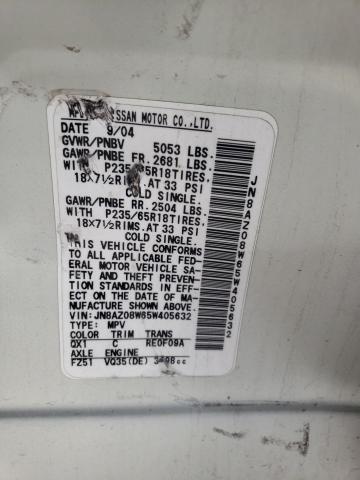 NISSAN MOTOR CO.,LTD.
DATE 9/04
GVWR/PNBV 5053 LBS.
GAWR/PNBE FR. 2681 LBS.
WITH P235/65R18TIRES,
18X7½RIMS, AT 33 PSI
COLD SINGLE.
GAWR/PNBE RR. 2504 LBS.
WITH P235/65R18TIRES,
18X7½RIMS. AT 33 PSI
COLD SINGLE.
THIS VEHICLE CONFORMS
TO ALL APPLICABLE FED-
ERAL MOTOR VEHICLE SA-
FETY AND THEFT PREVEN-
TION STANDARDS IN EFF-
ECT ON THE DATE OF MA-
NUFACTURE SHOWN ABOVE.
VIN:JN8AZ08W65W405632
TYPE: MPV
COLOR TRIM TRANS
QX1 C RE0F09A
AXLE ENGINE
FZ51 VQ35(DE) 3498cc
JN8AZ08W65W405632